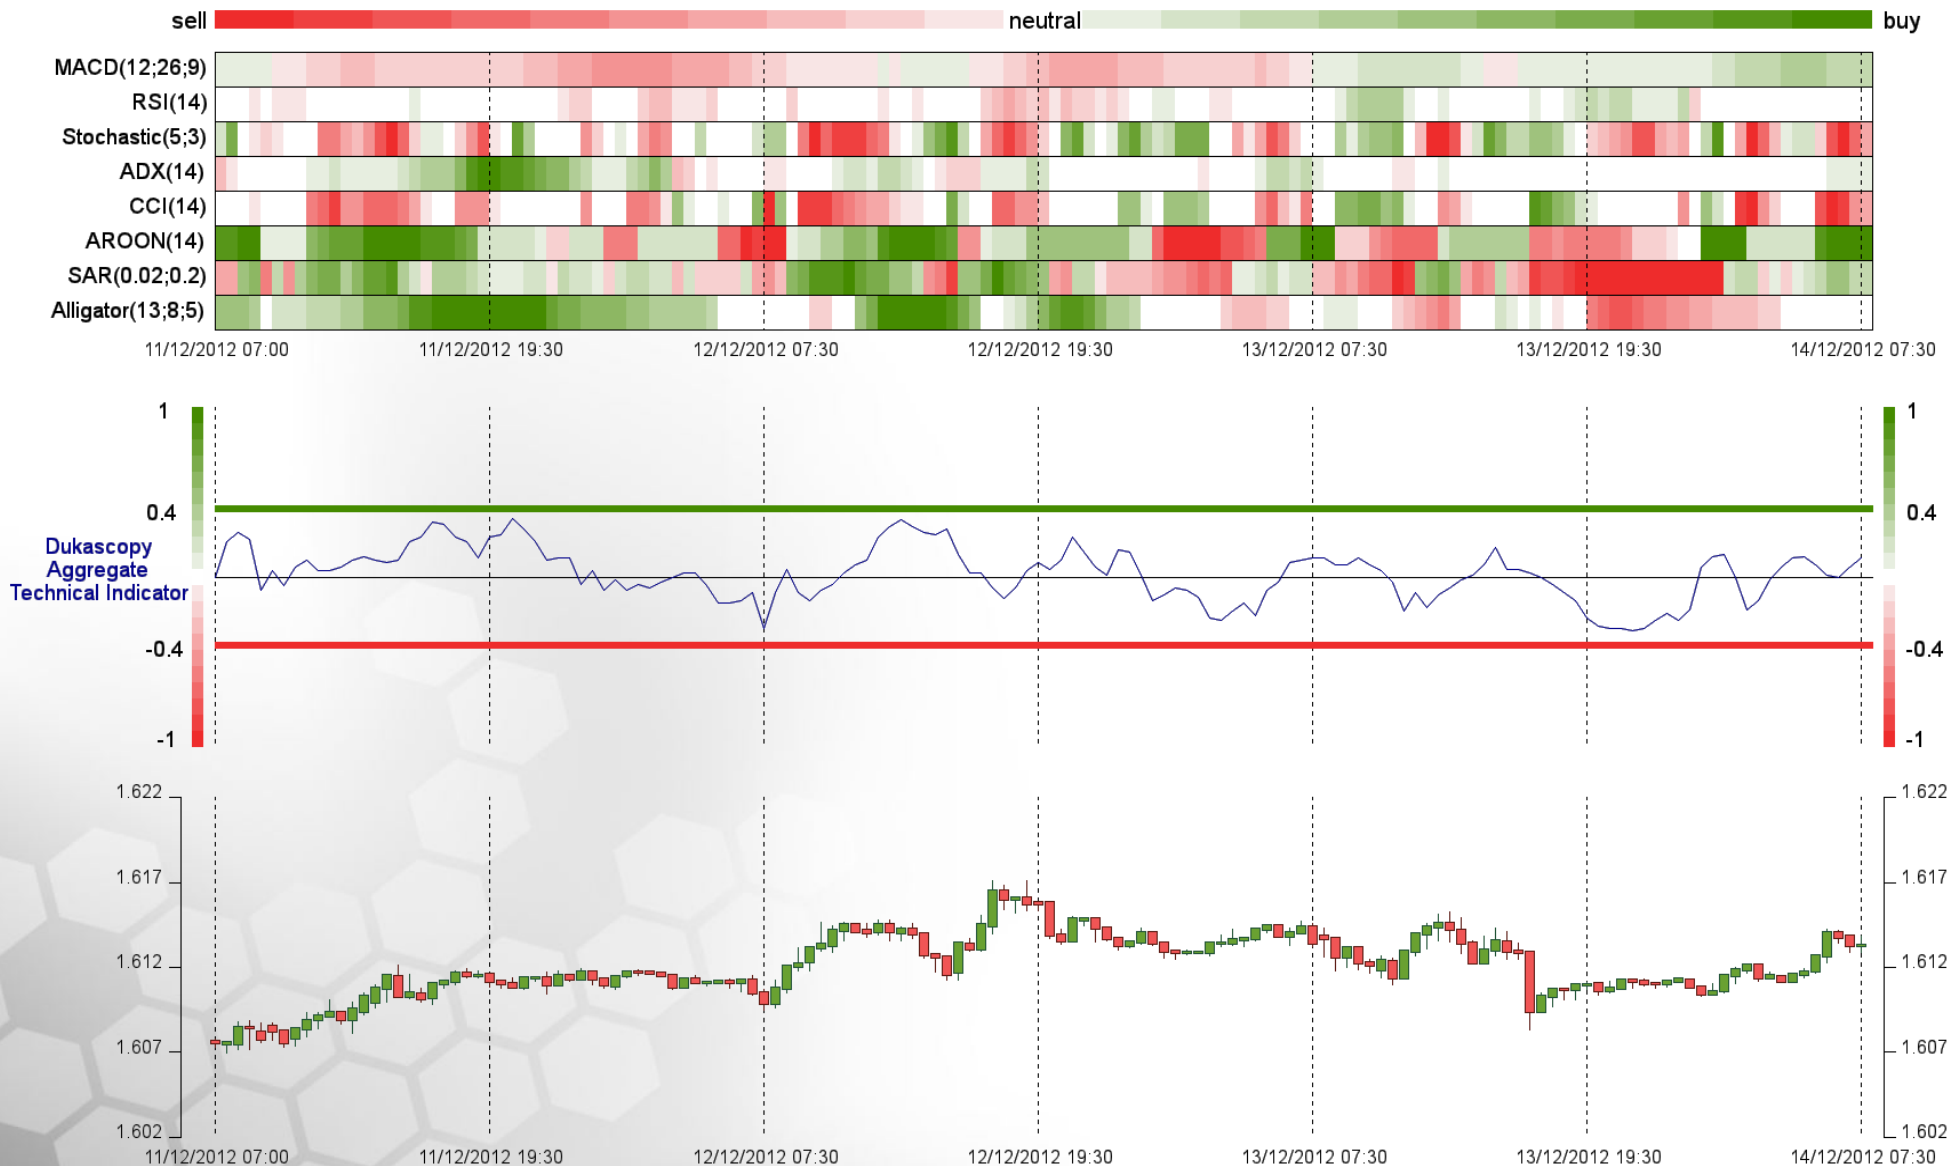 sell neutral buy
MACD(12;26;9)
RSI(14)
Stochastic(5;3)
ADX(14)
CCI(14)
AROON(14)
SAR(0.02;0.2)
Alligator(13;8;5)
11/12/2012 07:00 11/12/2012 19:30 12/12/2012 07:30 12/12/2012 19:30 13/12/2012 07:30 13/12/2012 19:30 14/12/2012 07:30
1 1
0.4 0.4
Dukascopy
Aggregate
Technical Indicator
-0.4 -0.4
-1 -1
1.622 1.622
1.617 1.617
1.612 1.612
1.607 1.607
1.602 1.602
11/12/2012 07:00 11/12/2012 19:30 12/12/2012 07:30 12/12/2012 19:30 13/12/2012 07:30 13/12/2012 19:30 14/12/2012 07:30